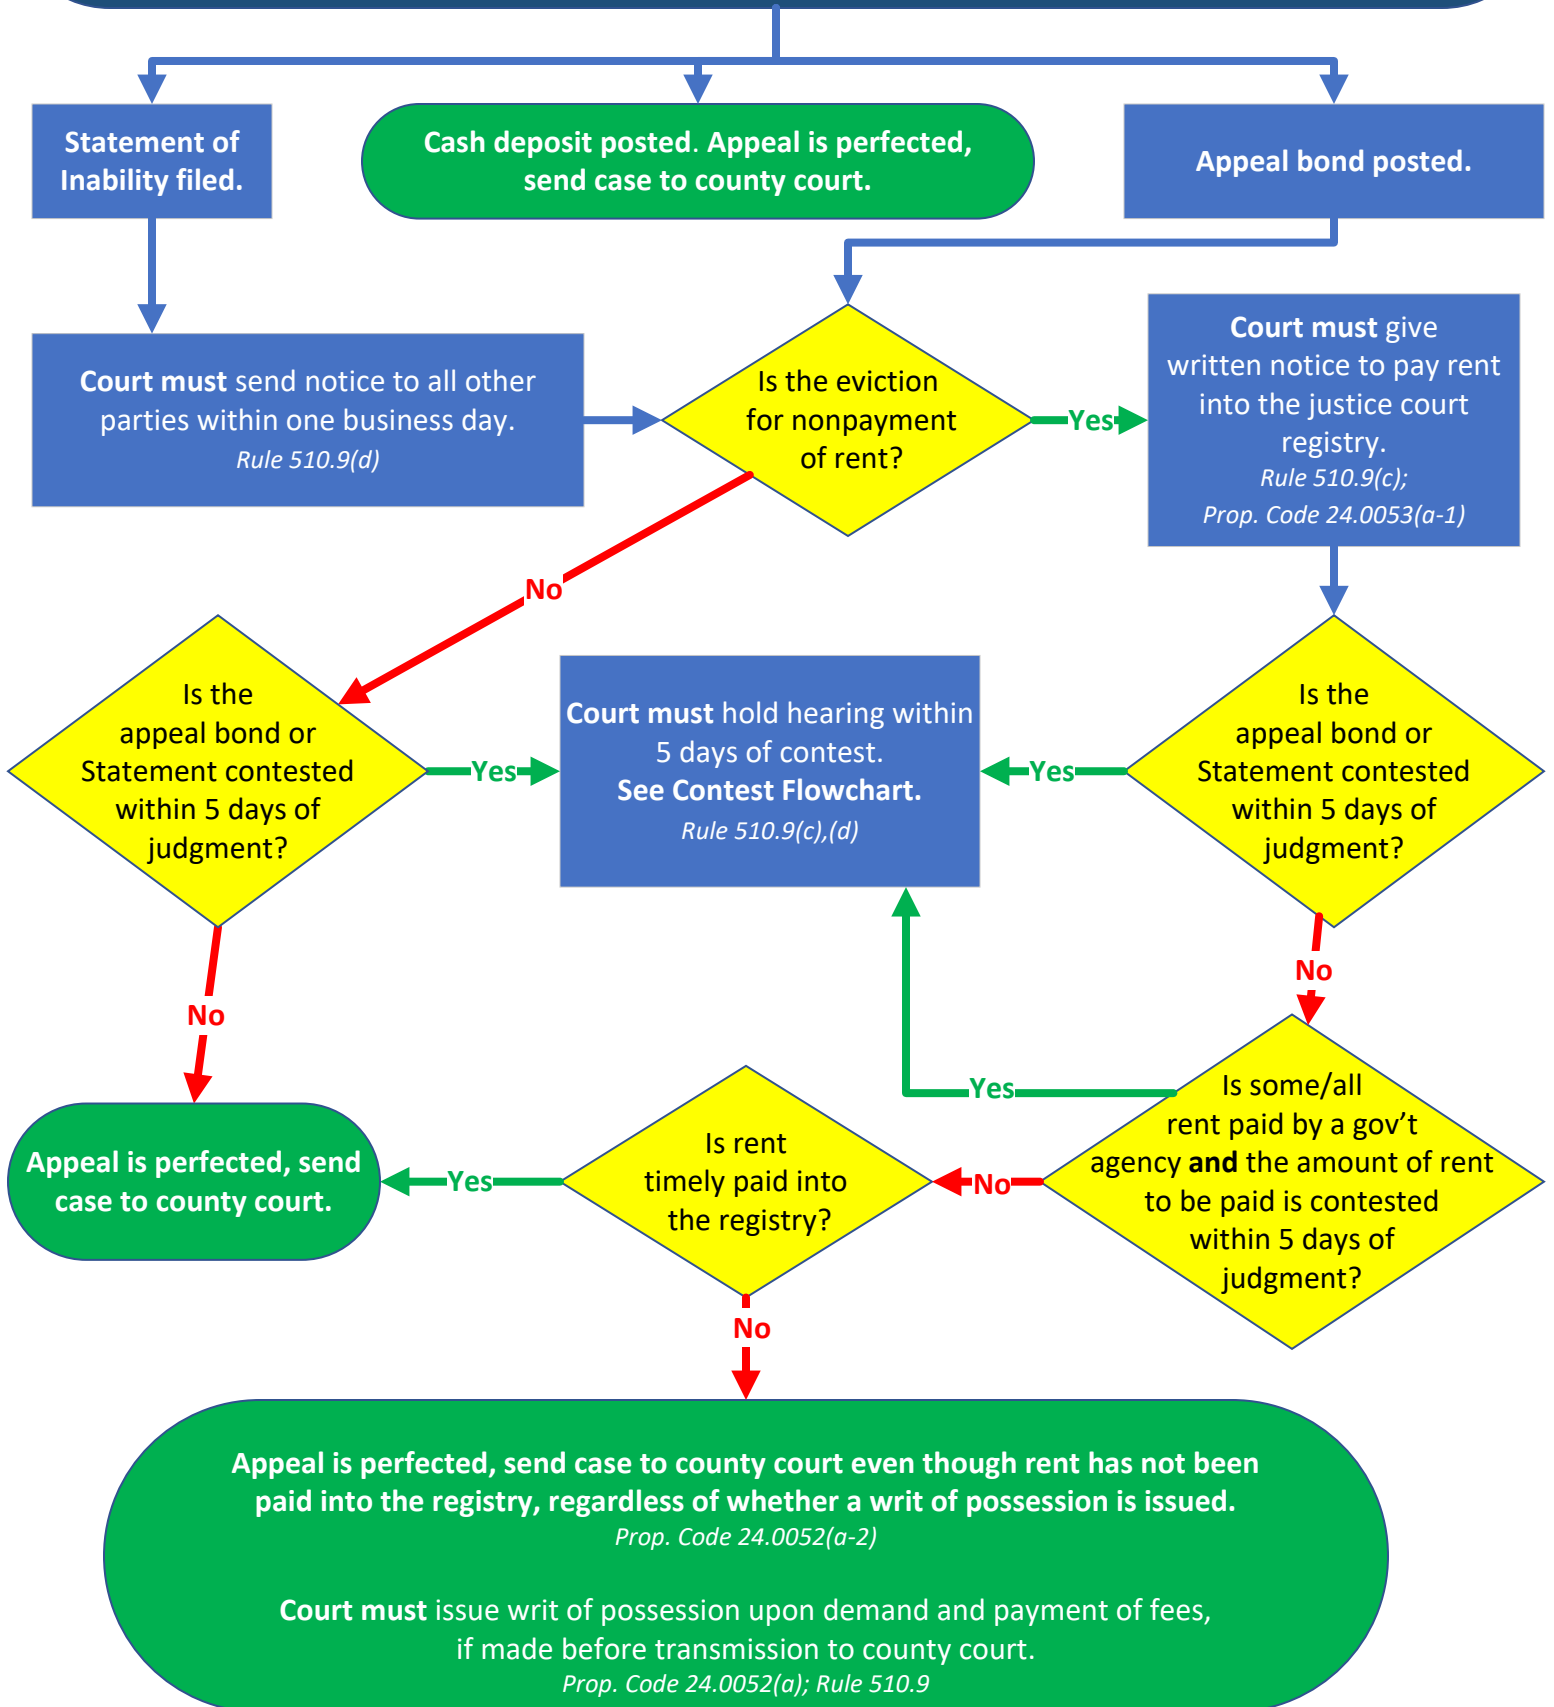 Statement of
Inability filed.
Cash deposit posted. Appeal is perfected,
send case to county court.
Appeal bond posted.
Court must send notice to all other
parties within one business day.
Rule 510.9(d)
Is the eviction
for nonpayment
of rent?
Yes
Court must give
written notice to pay rent
into the justice court
registry.
Rule 510.9(c);
Prop. Code 24.0053(a-1)
No
Is the
appeal bond or
Statement contested
within 5 days of
judgment?
Yes
Court must hold hearing within
5 days of contest.
See Contest Flowchart.
Rule 510.9(c),(d)
Yes
Is the
appeal bond or
Statement contested
within 5 days of
judgment?
No
No
Yes
Is some/all
rent paid by a gov’t
agency and the amount of rent
to be paid is contested
within 5 days of
judgment?
No
Is rent
timely paid into
the registry?
Yes
Appeal is perfected, send
case to county court.
No
Appeal is perfected, send case to county court even though rent has not been
paid into the registry, regardless of whether a writ of possession is issued.
Prop. Code 24.0052(a-2)
Court must issue writ of possession upon demand and payment of fees,
if made before transmission to county court.
Prop. Code 24.0052(a); Rule 510.9